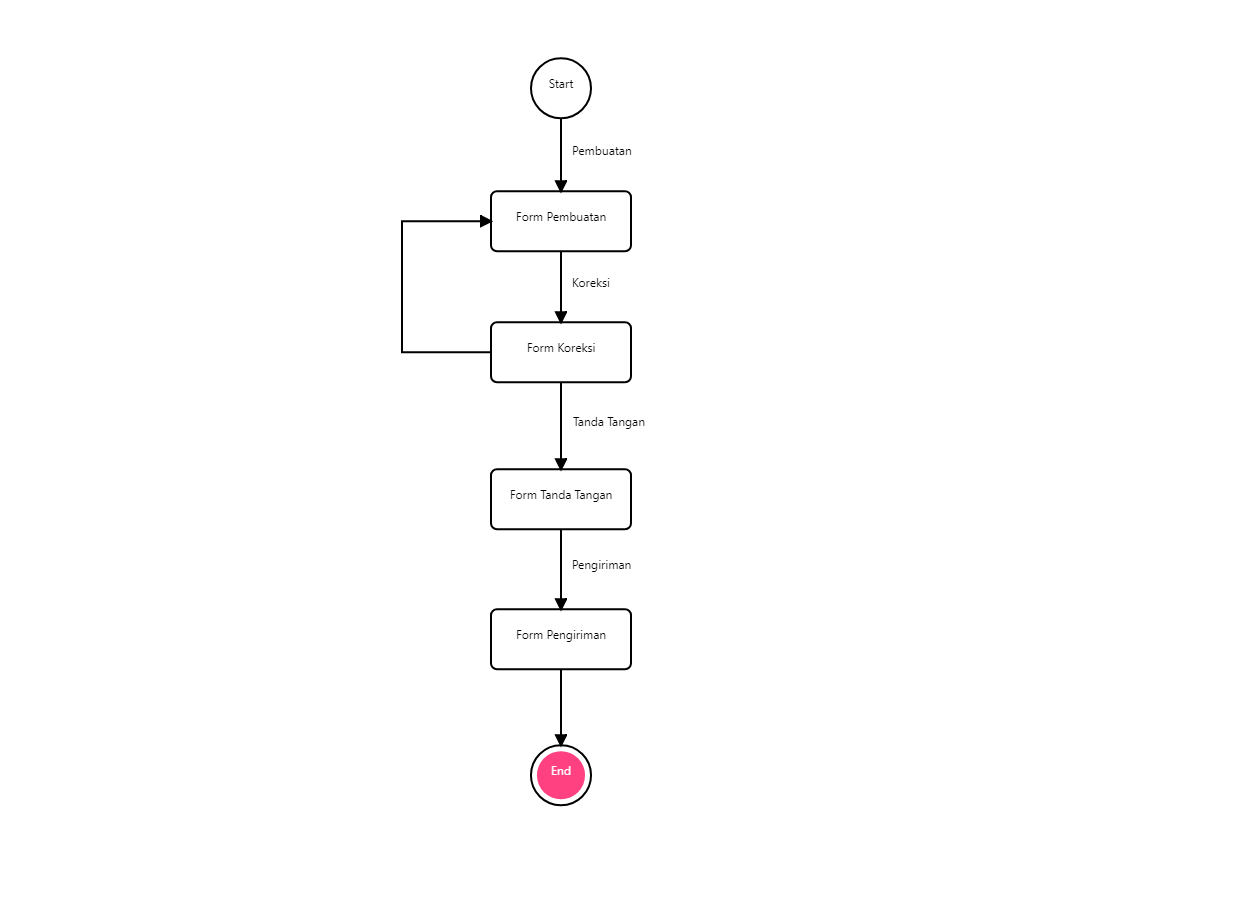 Start
Pembuatan
Form Pembuatan
Koreksi
Form Koreksi
Tanda Tangan
Form Tanda Tangan
Pengiriman
Form Pengiriman
End